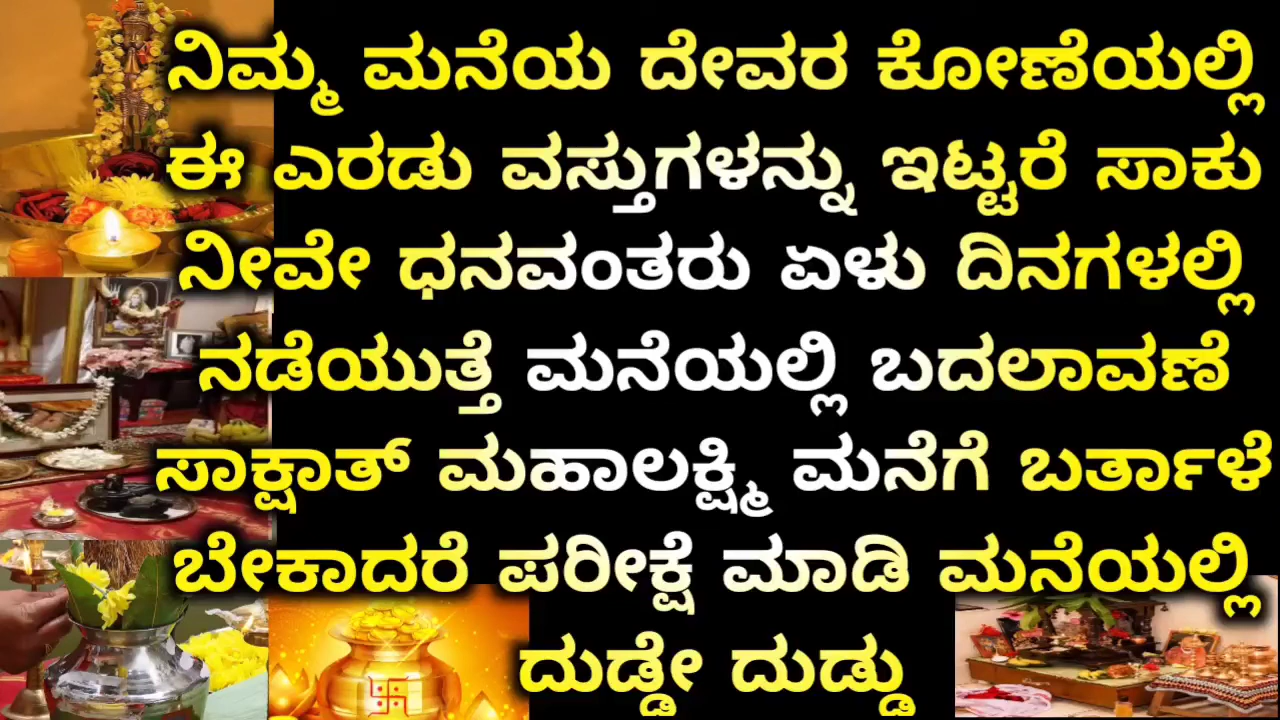 ನಿಮ್ಮ ಮನೆಯ ದೇವರ ಕೋಣೆಯಲ್ಲಿ
ಈ ಎರಡು ವಸ್ತುಗಳನ್ನು ಇಟ್ಟರೆ ಸಾಕು
ನೀವೇ ಧನವಂತರು ಏಳು ದಿನಗಳಲ್ಲಿ
ನಡೆಯುತ್ತೆ ಮನೆಯಲ್ಲಿ ಬದಲಾವಣೆ
ಸಾಕ್ಷಾತ್ ಮಹಾಲಕ್ಷ್ಮಿ ಮನೆಗೆ ಬರ್ತಾಳೆ
ಬೇಕಾದರೆ ಪರೀಕ್ಷೆ ಮಾಡಿ ಮನೆಯಲ್ಲಿ
ದುಡ್ಡೇ ದುಡ್ಡು